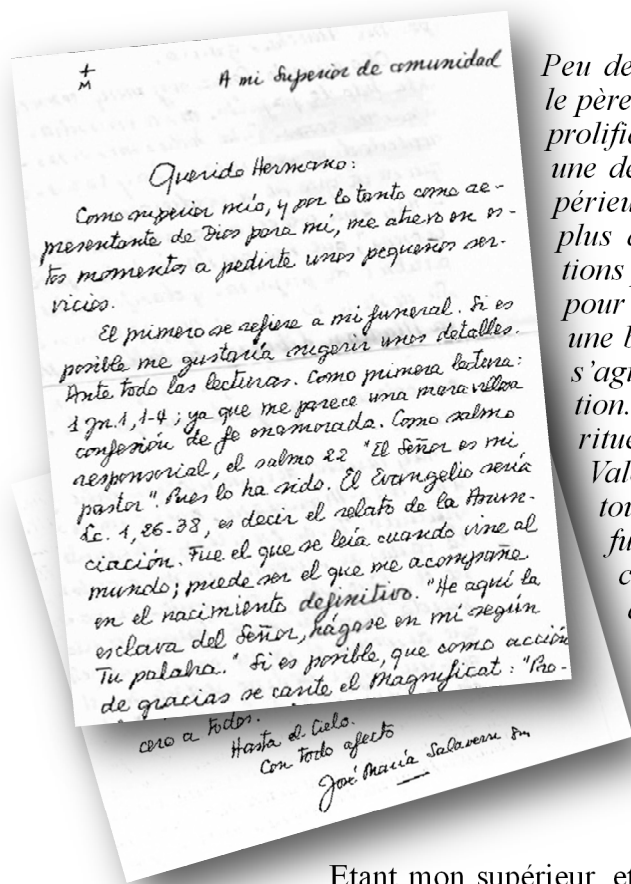 +
M
A mi Superior de comunidad
Querido Hermano:
Como superior mío, y por lo tanto como re-
presentante de Dios para mí, me atrevo en es-
tos momentos a pedirte unos pequeños ser-
vicios.
El primero se refiere a mi funeral. Si es
posible me gustaría sugerir unos detalles.
Ante todo las lecturas. Como primera lectura:
1 Jn. 1, 1-4; ya que me parece una maravillosa
confesión de fe enamorada. Como salmo
responsorial, el salmo 22 "El Señor es mi
pastor". Pues lo ha sido. El Evangelio sería
Lc. 1, 26-38, es decir el relato de la Anun-
ciación. Fue el que se leía cuando vine al
mundo; puede ser el que me acompañe
en el nacimiento definitivo. "He aquí la
esclava del Señor, hágase en mí según
Tu palabra." Si es posible, que como acción
de gracias se cante el Magnificat: "Pro-
cero a todos.
Hasta el Cielo.
Con todo afecto
José María Salaverri sm
Peu de
le père
prolific
une de
périeu
plus
tions
pour
une b
s'agi
tion.
rituel
Val
tou
fu
c
Etant mon supérieur, et